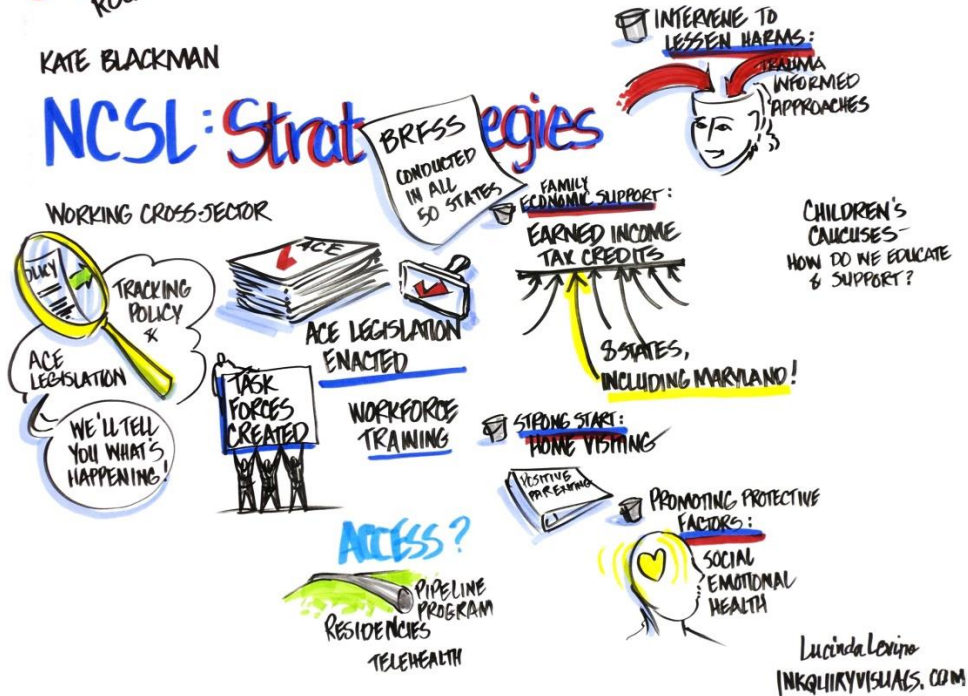 KATE BLACKMAN
NCSL: Strategies
BRFSS
CONDUCTED
IN ALL
50 STATES
WORKING CROSS-SECTOR
POLICY
TRACKING
POLICY
&
ACE
LEGISLATION
WE'LL TELL
YOU WHAT'S
HAPPENING!
ACE
ACE LEGISLATION
ENACTED
TASK
FORCES
CREATED
WORKFORCE
TRAINING
ACCESS?
PIPELINE
PROGRAM
RESIDENCIES
TELEHEALTH
INTERVENE TO
LESSEN HARMS:
TRAUMA
INFORMED
APPROACHES
FAMILY
ECONOMIC SUPPORT:
EARNED INCOME
TAX CREDITS
8 STATES,
INCLUDING MARYLAND!
STRONG START:
HOME VISITING
POSITIVE
PARENTING
PROMOTING PROTECTIVE
FACTORS:
SOCIAL
EMOTIONAL
HEALTH
CHILDREN'S
CAUCUSES-
HOW DO WE EDUCATE
& SUPPORT?
Lucinda Levine
INKQUIRYVISUALS.COM